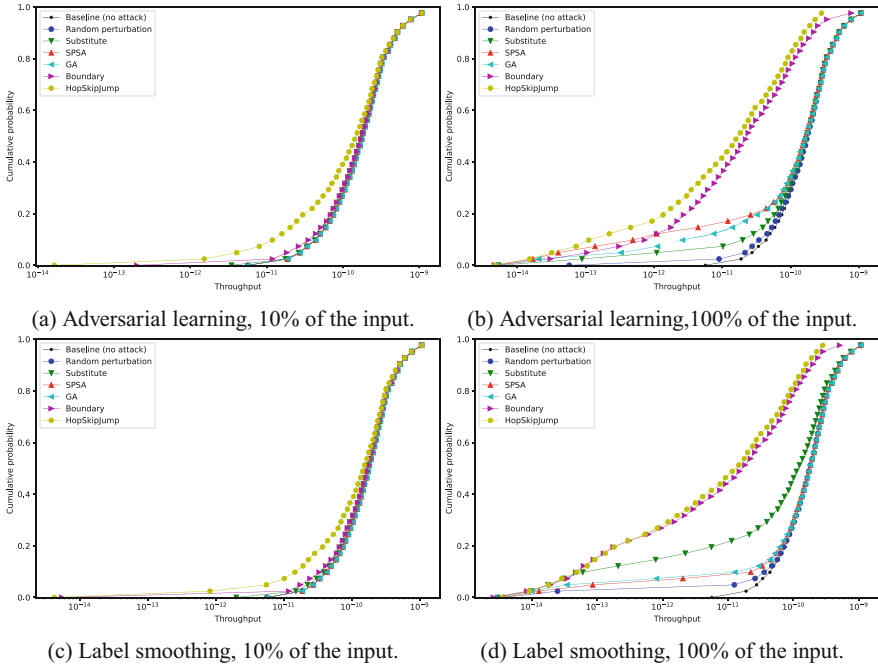 1.0
0.8
0.6
0.4
0.2
0.0
Cumulative probability
Baseline (no attack)
Random perturbation
Substitute
SPSA
GA
Boundary
HopSkipJump
10⁻¹⁴ 10⁻¹³ 10⁻¹² 10⁻¹¹ 10⁻¹⁰ 10⁻⁹
Throughput
(a) Adversarial learning, 10% of the input.
1.0
0.8
0.6
0.4
0.2
0.0
Cumulative probability
Baseline (no attack)
Random perturbation
Substitute
SPSA
GA
Boundary
HopSkipJump
10⁻¹⁴ 10⁻¹³ 10⁻¹² 10⁻¹¹ 10⁻¹⁰ 10⁻⁹
Throughput
(b) Adversarial learning,100% of the input.
1.0
0.8
0.6
0.4
0.2
0.0
Cumulative probability
Baseline (no attack)
Random perturbation
Substitute
SPSA
GA
Boundary
HopSkipJump
10⁻¹⁴ 10⁻¹³ 10⁻¹² 10⁻¹¹ 10⁻¹⁰ 10⁻⁹
Throughput
(c) Label smoothing, 10% of the input.
1.0
0.8
0.6
0.4
0.2
0.0
Cumulative probability
Baseline (no attack)
Random perturbation
Substitute
SPSA
GA
Boundary
HopSkipJump
10⁻¹⁴ 10⁻¹³ 10⁻¹² 10⁻¹¹ 10⁻¹⁰ 10⁻⁹
Throughput
(d) Label smoothing, 100% of the input.